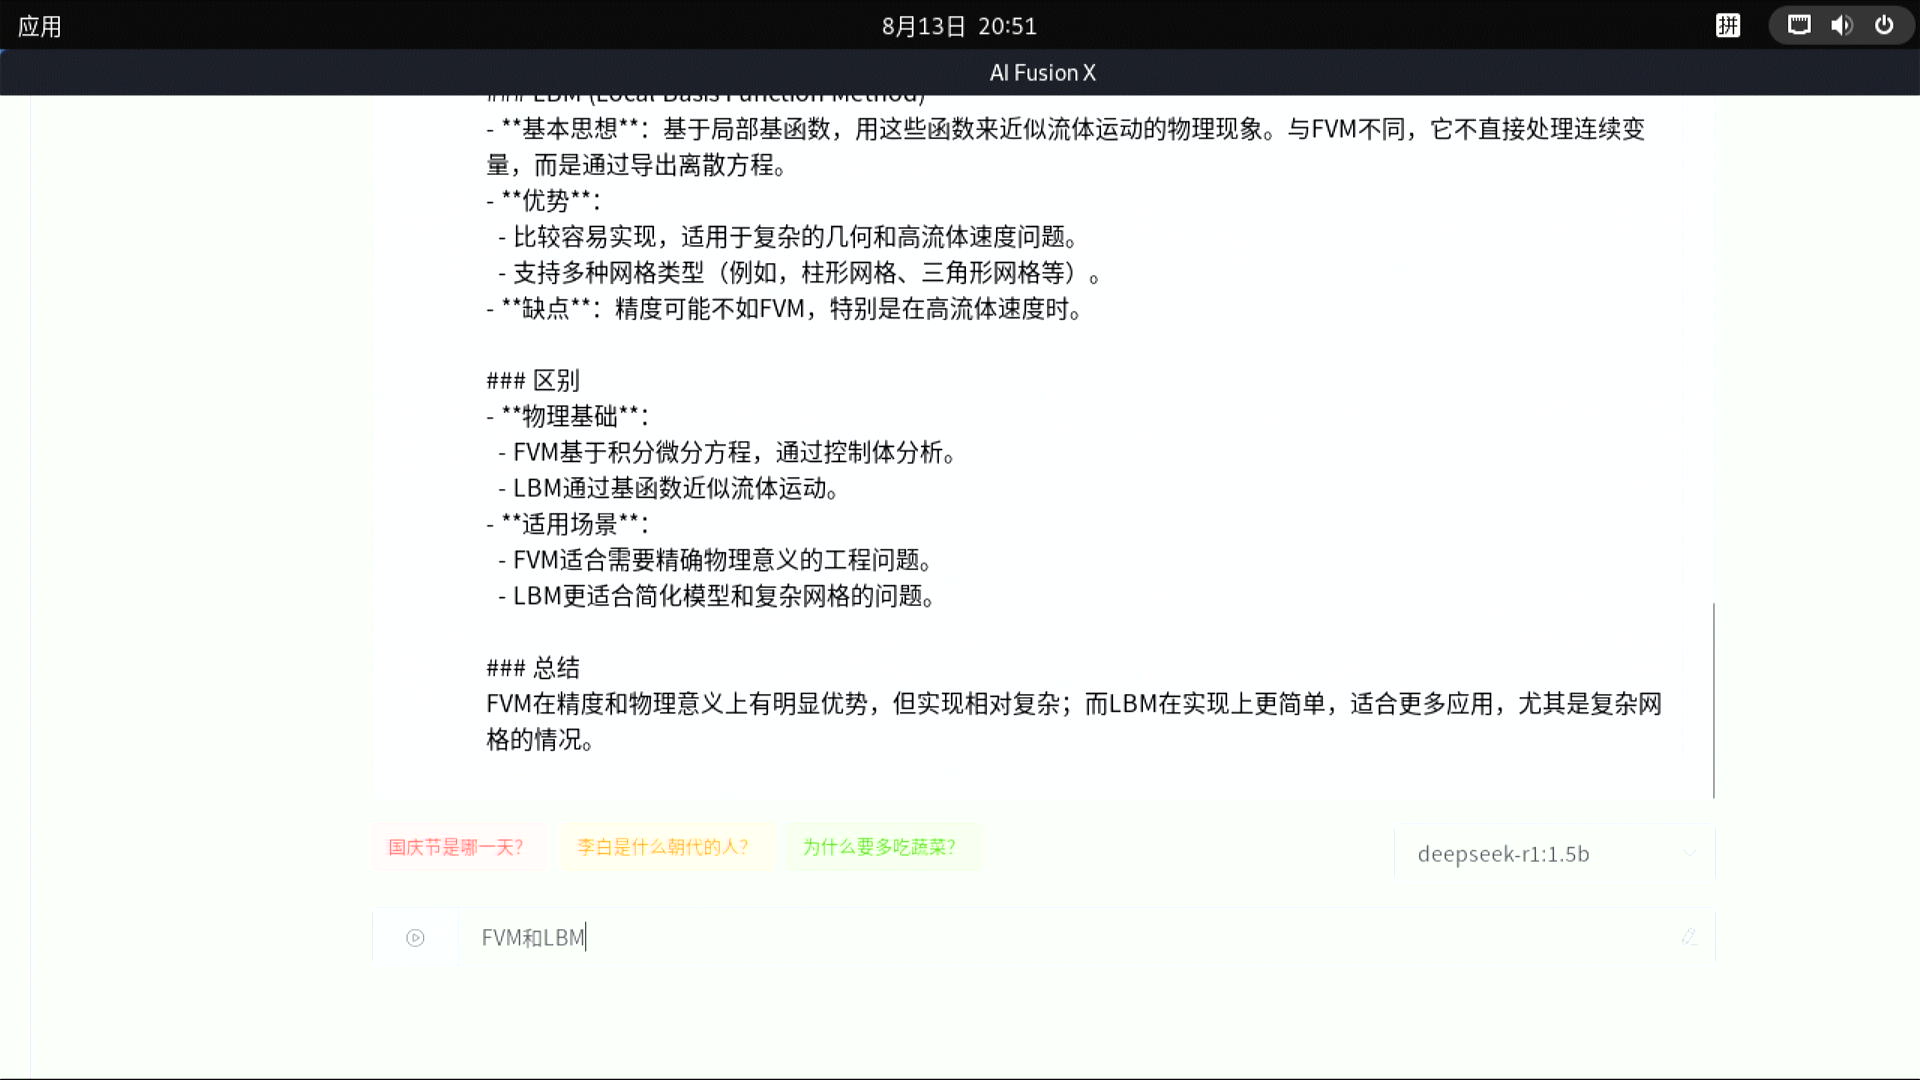 应用
8月13日 20:51
拼
AI Fusion X
### LBM (Local Basis Function Method)
- **基本思想**：基于局部基函数，用这些函数来近似流体运动的物理现象。与FVM不同，它不直接处理连续变
量，而是通过导出离散方程。
- **优势**：
- 比较容易实现，适用于复杂的几何和高流体速度问题。
- 支持多种网格类型（例如，柱形网格、三角形网格等）。
- **缺点**：精度可能不如FVM，特别是在高流体速度时。
### 区别
- **物理基础**：
- FVM基于积分微分方程，通过控制体分析。
- LBM通过基函数近似流体运动。
- **适用场景**：
- FVM适合需要精确物理意义的工程问题。
- LBM更适合简化模型和复杂网格的问题。
### 总结
FVM在精度和物理意义上有明显优势，但实现相对复杂；而LBM在实现上更简单，适合更多应用，尤其是复杂网
格的情况。
国庆节是哪一天？
李白是什么朝代的人？
为什么要多吃蔬菜？
deepseek-r1:1.5b
FVM和LBM